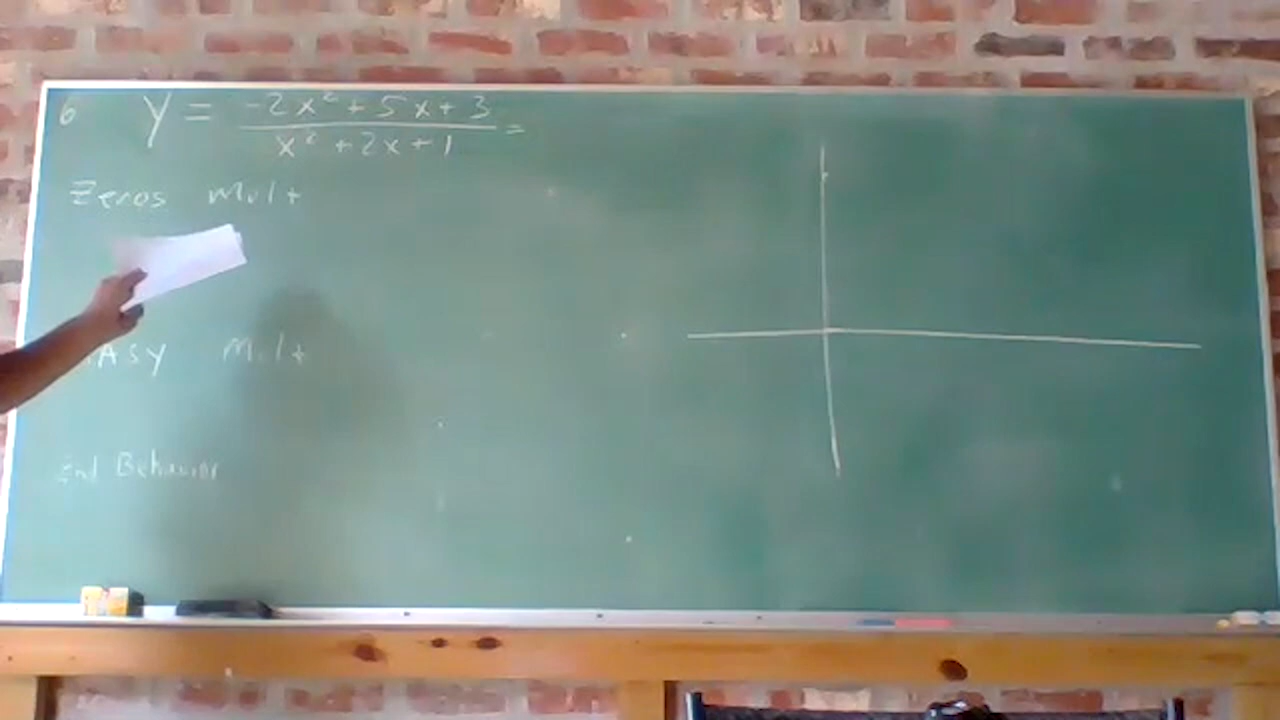 6 y = -2x² + 5x + 3 =
x² + 2x + 1
Zeros Mult
Asy Mult
End Behavior